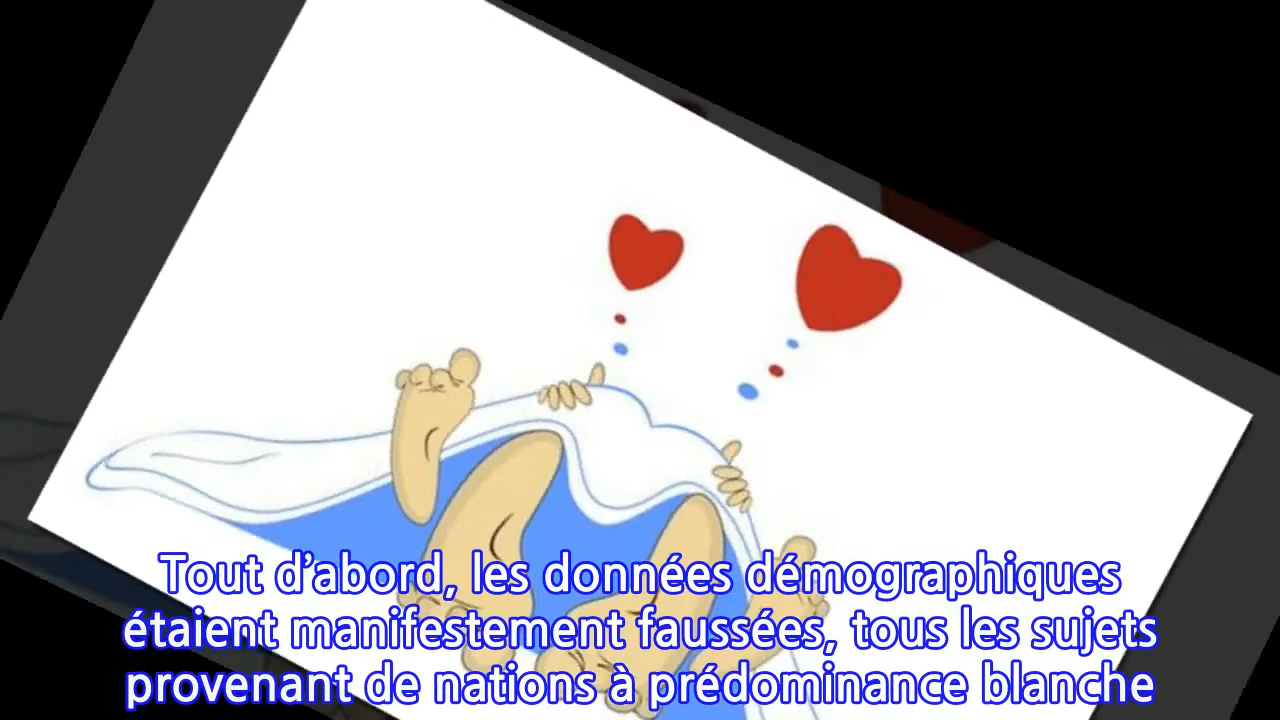 Tout d’abord, les données démographiques
étaient manifestement faussées, tous les sujets
provenant de nations à prédominance blanche